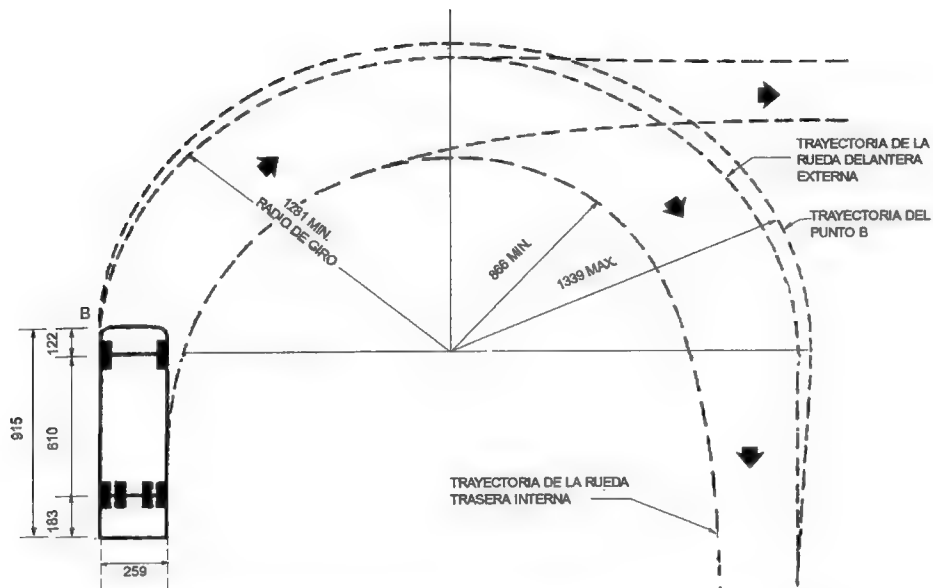 TRAYECTORIA DE LA
RUEDA DELANTERA
EXTERNA
TRAYECTORIA DEL
PUNTO B
1281 MIN.
RADIO DE GIRO
866 MIN.
1339 MAX.
B
122
915
610
183
259
TRAYECTORIA DE LA RUEDA
TRASERA INTERNA